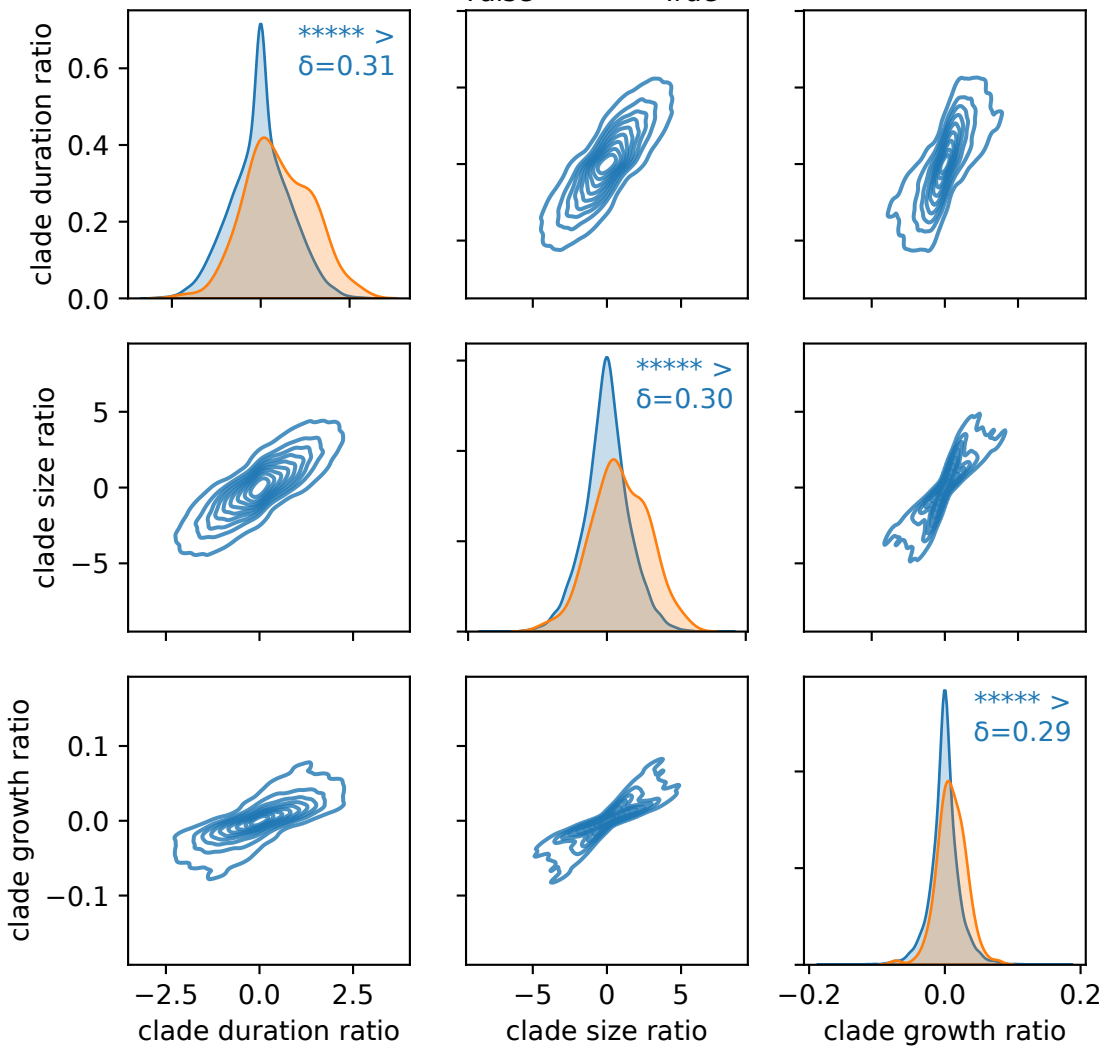 ***** >
δ=0.31
clade duration ratio
0.6
0.4
0.2
0.0
−5
0
5
***** >
δ=0.30
clade size ratio
5
0
−5
***** >
δ=0.29
clade growth ratio
0.1
0.0
−0.1
−2.5
0.0
2.5
−0.2
0.0
0.2
clade duration ratio
clade size ratio
clade growth ratio